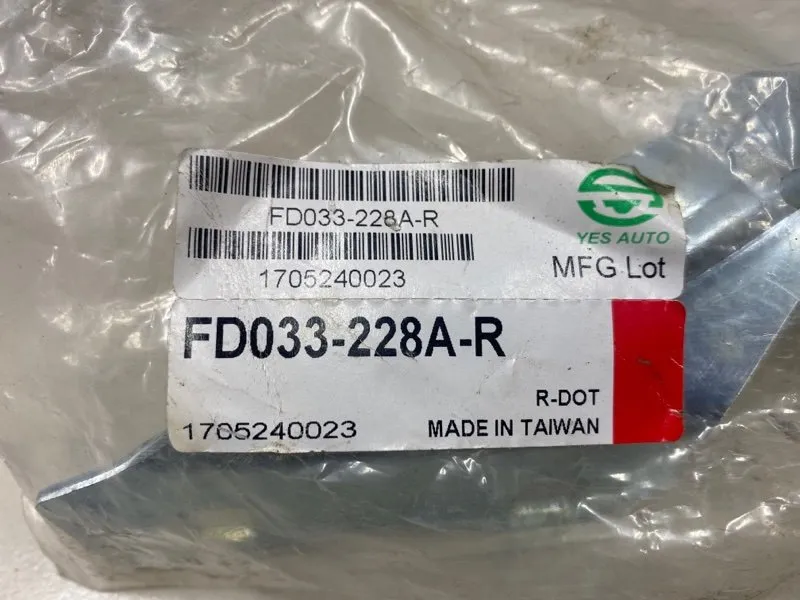 FD033-228A-R
YES AUTO
1705240023
MFG Lot
FD033-228A-R
R-DOT
1705240023
MADE IN TAIWAN